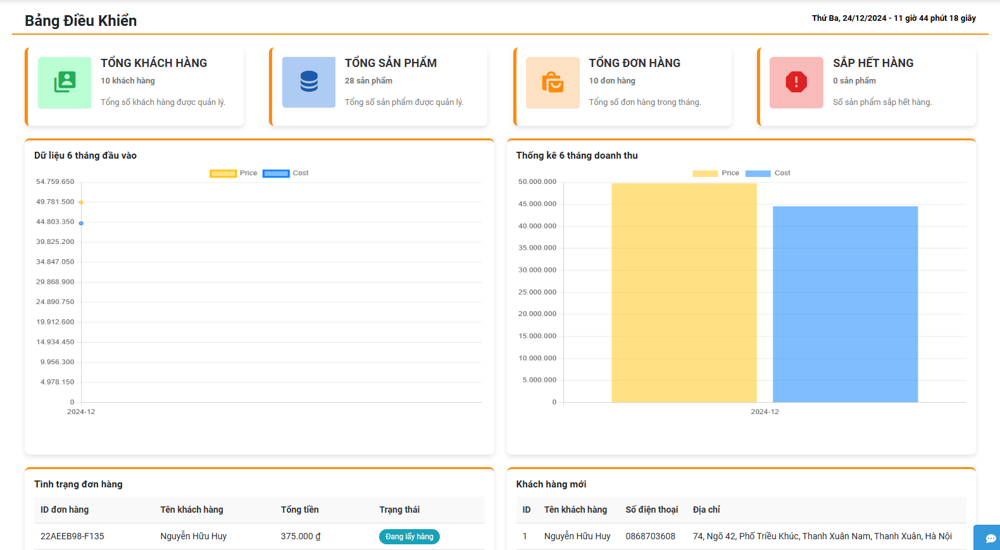 Bảng Điều Khiển
Thứ Ba, 24/12/2024 - 11 giờ 44 phút 18 giây
TỔNG KHÁCH HÀNG
10 khách hàng
Tổng số khách hàng được quản lý.
TỔNG SẢN PHẨM
28 sản phẩm
Tổng số sản phẩm được quản lý.
TỔNG ĐƠN HÀNG
10 đơn hàng
Tổng số đơn hàng trong tháng.
SẮP HẾT HÀNG
0 sản phẩm
Số sản phẩm sắp hết hàng.
Dữ liệu 6 tháng đầu vào
Price Cost
54.759.650
49.781.500
44.803.350
39.825.200
34.847.050
29.868.900
24.890.750
19.912.600
14.934.450
9.956.300
4.978.150
0
2024-12
Thống kê 6 tháng doanh thu
Price Cost
50.000.000
45.000.000
40.000.000
35.000.000
30.000.000
25.000.000
20.000.000
15.000.000
10.000.000
5.000.000
0
2024-12
Tình trạng đơn hàng
ID đơn hàng Tên khách hàng Tổng tiền Trạng thái
22AEEB98-F135 Nguyễn Hữu Huy 375.000 ₫ Đang lấy hàng
Khách hàng mới
ID Tên khách hàng Số điện thoại Địa chỉ
1 Nguyễn Hữu Huy 0868703608 74, Ngõ 42, Phố Triều Khúc, Thanh Xuân Nam, Thanh Xuân, Hà Nội